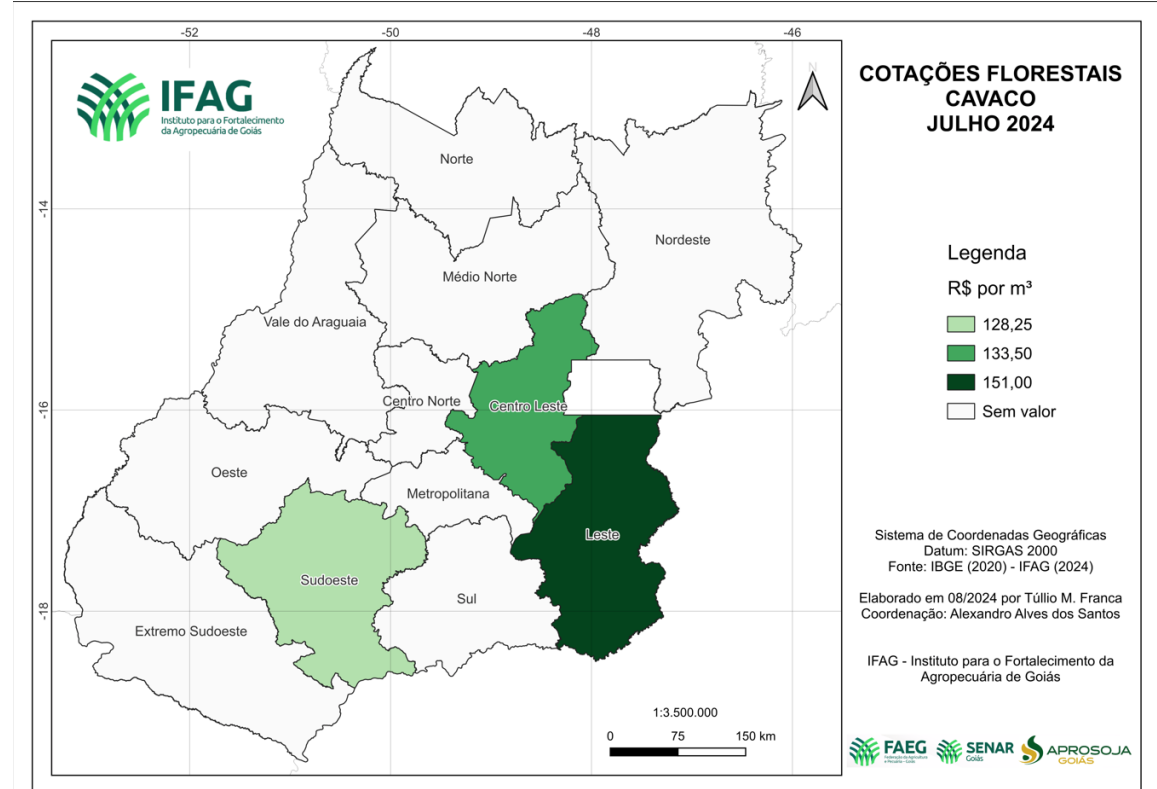 -52
-50
-48
-46
-14
-16
-18
IFAG
Instituto para o Fortalecimento
da Agropecuária de Goiás
N
Norte
Nordeste
Médio Norte
Vale do Araguaia
Centro Norte
Centro Leste
Oeste
Metropolitana
Leste
Sudoeste
Sul
Extremo Sudoeste
1:3.500.000
0 75 150 km
COTAÇÕES FLORESTAIS
CAVACO
JULHO 2024
Legenda
R$ por m³
128,25
133,50
151,00
Sem valor
Sistema de Coordenadas Geográficas
Datum: SIRGAS 2000
Fonte: IBGE (2020) - IFAG (2024)
Elaborado em 08/2024 por Túllio M. Franca
Coordenação: Alexandro Alves dos Santos
IFAG - Instituto para o Fortalecimento da
Agropecuária de Goiás
FAEG
SENAR
Goiás
APROSOJA
GOIÁS